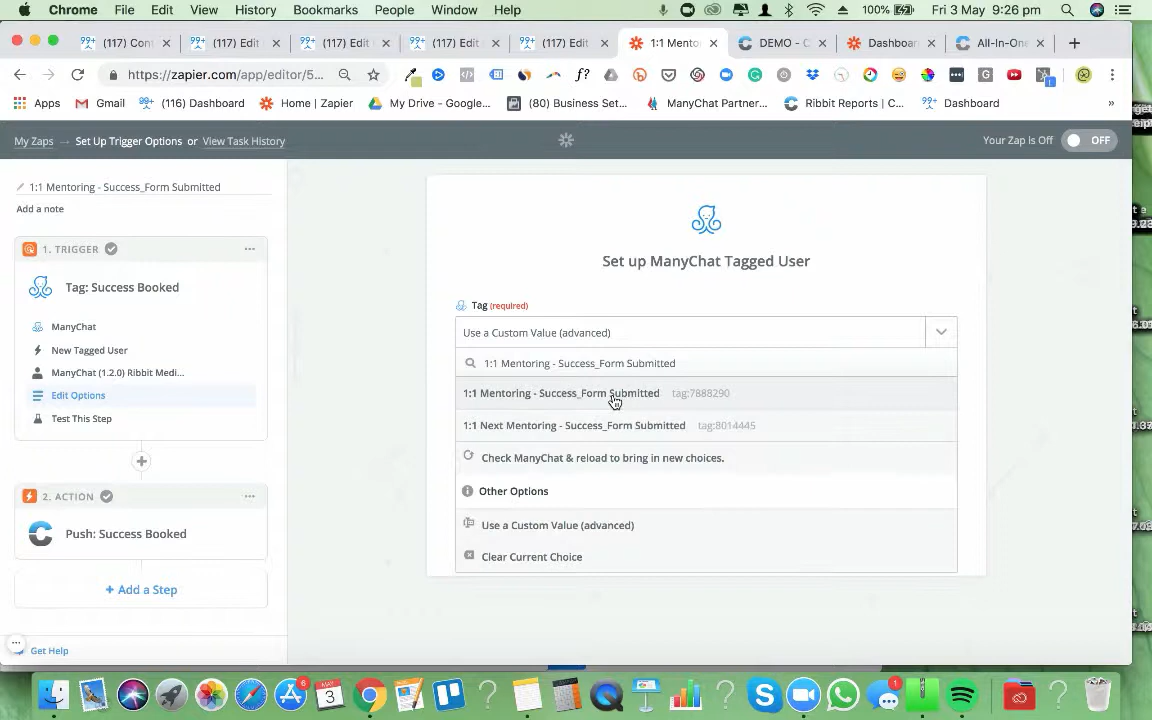 Chrome File Edit View History Bookmarks People Window Help 100% Fri 3 May 9:26 pm
(117) Con (117) Edit (117) Edit (117) Edit (117) Edit 1:1 Mento DEMO - C Dashboar All-In-One
https://zapier.com/app/editor/5...
Apps Gmail (116) Dashboard Home | Zapier My Drive - Google... (80) Business Set... ManyChat Partner... Ribbit Reports | C... Dashboard »
My Zaps → Set Up Trigger Options or View Task History Your Zap Is Off OFF
1:1 Mentoring - Success_Form Submitted
Add a note
1. TRIGGER
Tag: Success Booked
ManyChat
New Tagged User
ManyChat (1.2.0) Ribbit Medi...
Edit Options
Test This Step
2. ACTION
Push: Success Booked
+ Add a Step
Get Help
Set up ManyChat Tagged User
Tag (required)
Use a Custom Value (advanced)
1:1 Mentoring - Success_Form Submitted
1:1 Mentoring - Success_Form Submitted tag:7888290
1:1 Next Mentoring - Success_Form Submitted tag:8014445
Check ManyChat & reload to bring in new choices.
Other Options
Use a Custom Value (advanced)
Clear Current Choice